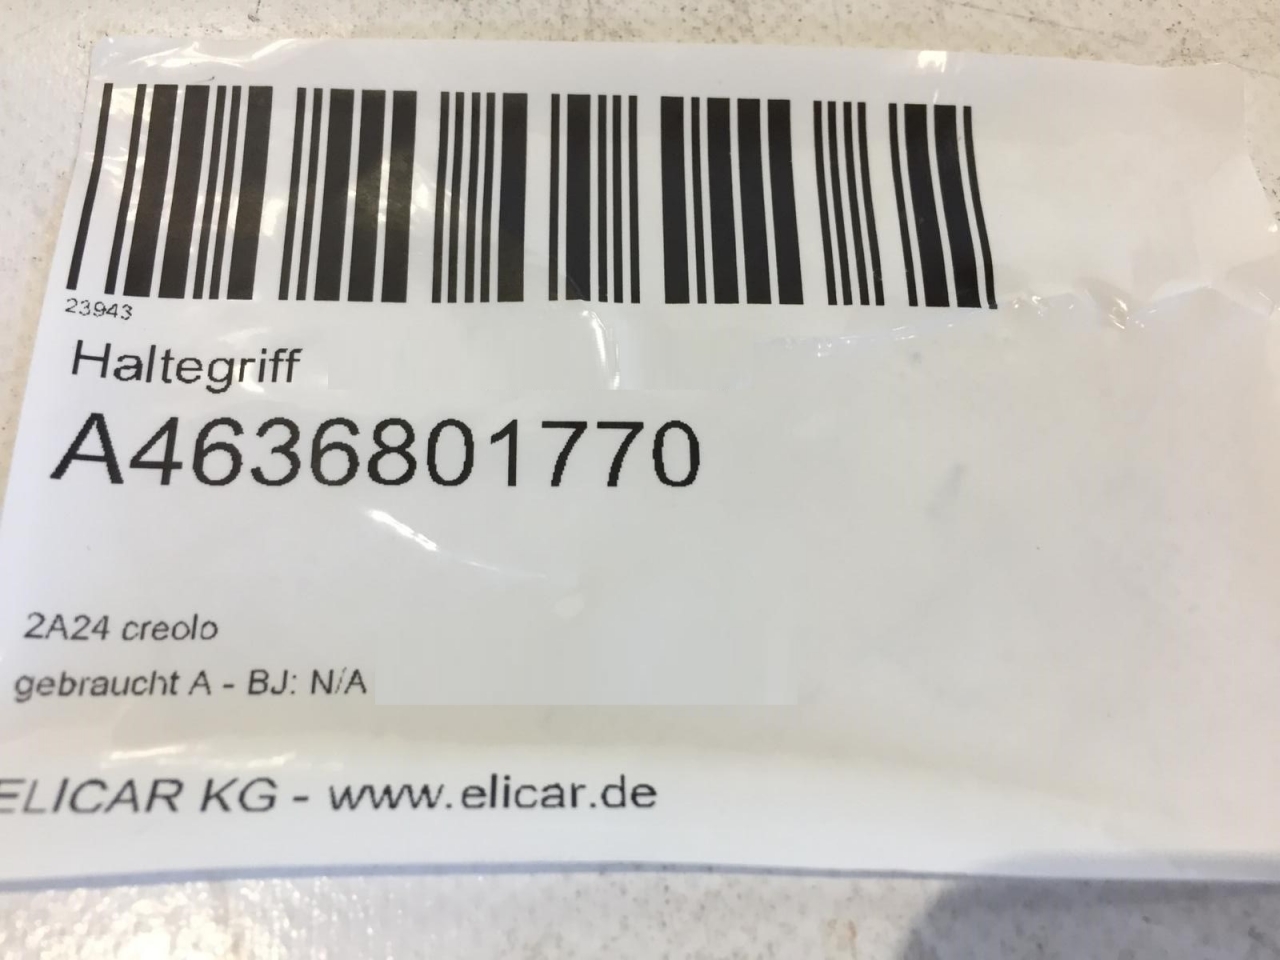 23943
Haltegriff
A4636801770
2A24 creolo
gebraucht A - BJ: N/A
ELICAR KG - www.elicar.de